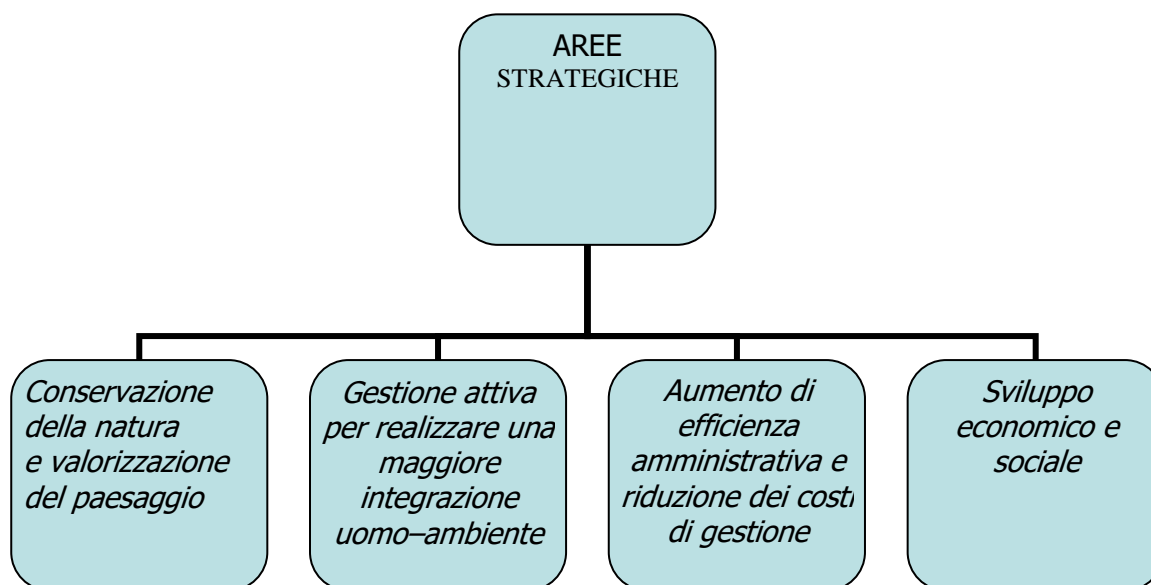 AREE
STRATEGICHE
Conservazione
della natura
e valorizzazione
del paesaggio
Gestione attiva
per realizzare una
maggiore
integrazione
uomo–ambiente
Aumento di
efficienza
amministrativa e
riduzione dei costi
di gestione
Sviluppo
economico e
sociale